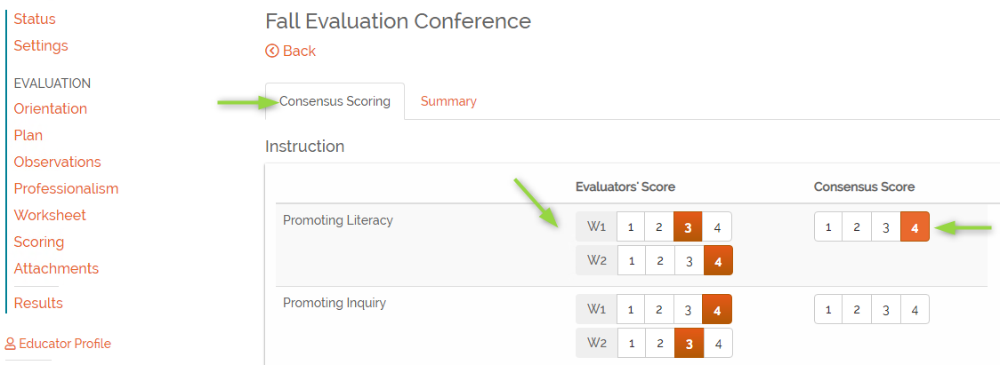 Status
Settings
EVALUATION
Orientation
Plan
Observations
Professionalism
Worksheet
Scoring
Attachments
Results
Educator Profile
Fall Evaluation Conference
Back
Consensus Scoring Summary
Instruction
Evaluators' Score Consensus Score
Promoting Literacy W1 1 2 3 4 1 2 3 4
W2 1 2 3 4
Promoting Inquiry W1 1 2 3 4 1 2 3 4
W2 1 2 3 4